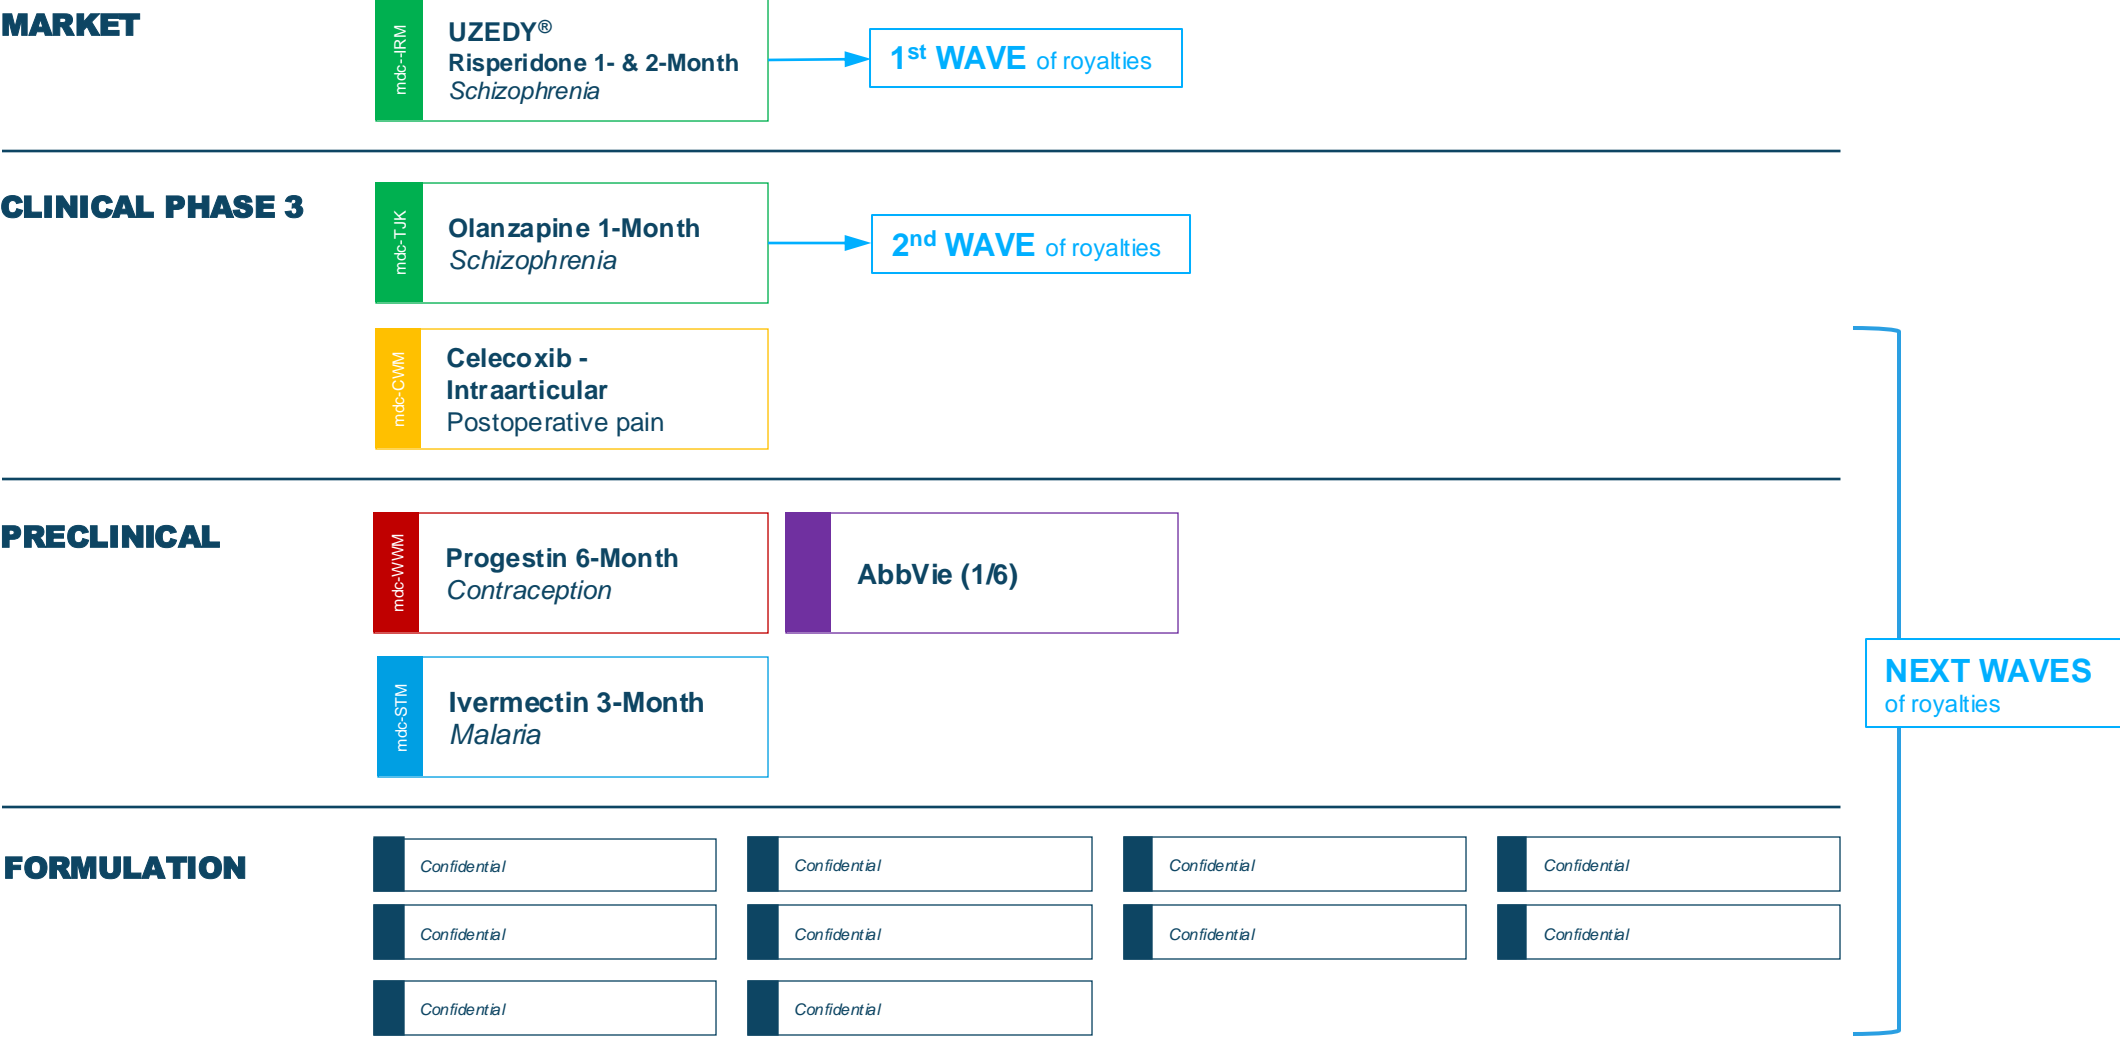 MARKET
mdc--IRM
UZEDY®
Risperidone 1- & 2-Month
Schizophrenia
1st WAVE of royalties
CLINICAL PHASE 3
mdc-TJK
Olanzapine 1-Month
Schizophrenia
2nd WAVE of royalties
mdc-CWM
Celecoxib -
Intraarticular
Postoperative pain
PRECLINICAL
mdc-WWM
Progestin 6-Month
Contraception
AbbVie (1/6)
mdc-STM
Ivermectin 3-Month
Malaria
NEXT WAVES
of royalties
FORMULATION
Confidential
Confidential
Confidential
Confidential
Confidential
Confidential
Confidential
Confidential
Confidential
Confidential